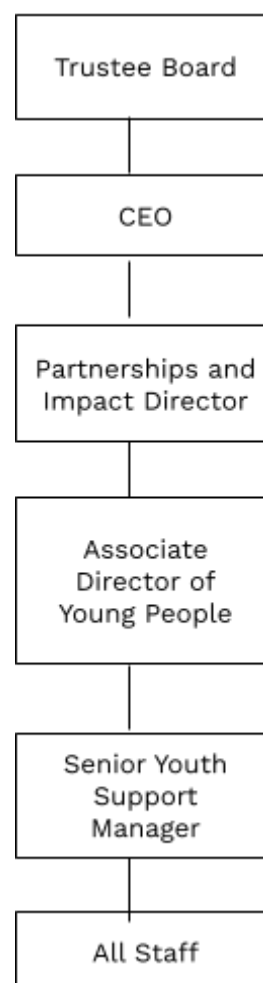 Trustee Board
CEO
Partnerships and
Impact Director
Associate
Director of
Young People
Senior Youth
Support
Manager
All Staff